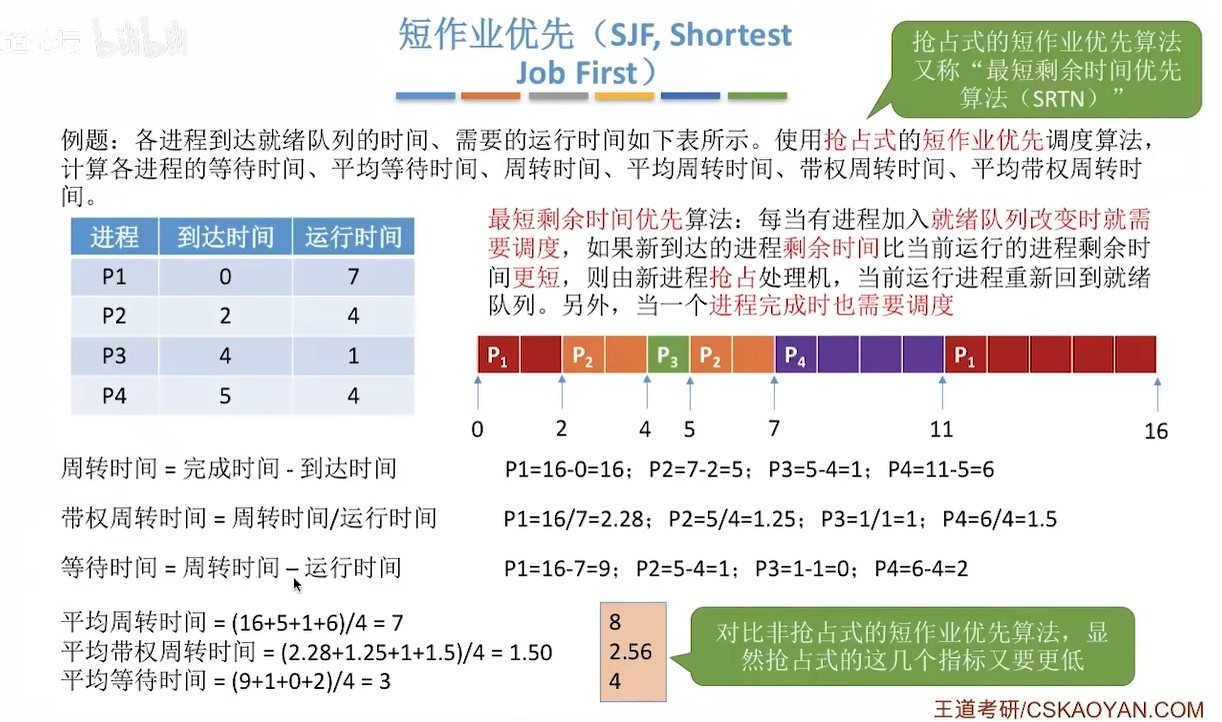 短作业优先（SJF, Shortest
Job First）
抢占式的短作业优先算法
又称“最短剩余时间优先
算法（SRTN）”
例题：各进程到达就绪队列的时间、需要的运行时间如下表所示。使用抢占式的短作业优先调度算法，
计算各进程的等待时间、平均等待时间、周转时间、平均周转时间、带权周转时间、平均带权周转时
间。
进程 到达时间 运行时间
P1 0 7
P2 2 4
P3 4 1
P4 5 4
最短剩余时间优先算法：每当有进程加入就绪队列改变时就需
要调度，如果新到达的进程剩余时间比当前运行的进程剩余时
间更短，则由新进程抢占处理机，当前运行进程重新回到就绪
队列。另外，当一个进程完成时也需要调度
P1 P2 P3 P2 P4 P1
0 2 4 5 7 11 16
周转时间 = 完成时间 - 到达时间 P1=16-0=16；P2=7-2=5；P3=5-4=1；P4=11-5=6
带权周转时间 = 周转时间/运行时间 P1=16/7=2.28；P2=5/4=1.25；P3=1/1=1；P4=6/4=1.5
等待时间 = 周转时间 – 运行时间 P1=16-7=9；P2=5-4=1；P3=1-1=0；P4=6-4=2
平均周转时间 = (16+5+1+6)/4 = 7
平均带权周转时间 = (2.28+1.25+1+1.5)/4 = 1.50
平均等待时间 = (9+1+0+2)/4 = 3
8
2.56
4
对比非抢占式的短作业优先算法，显
然抢占式的这几个指标又要更低
王道考研/CSKAOYAN.COM